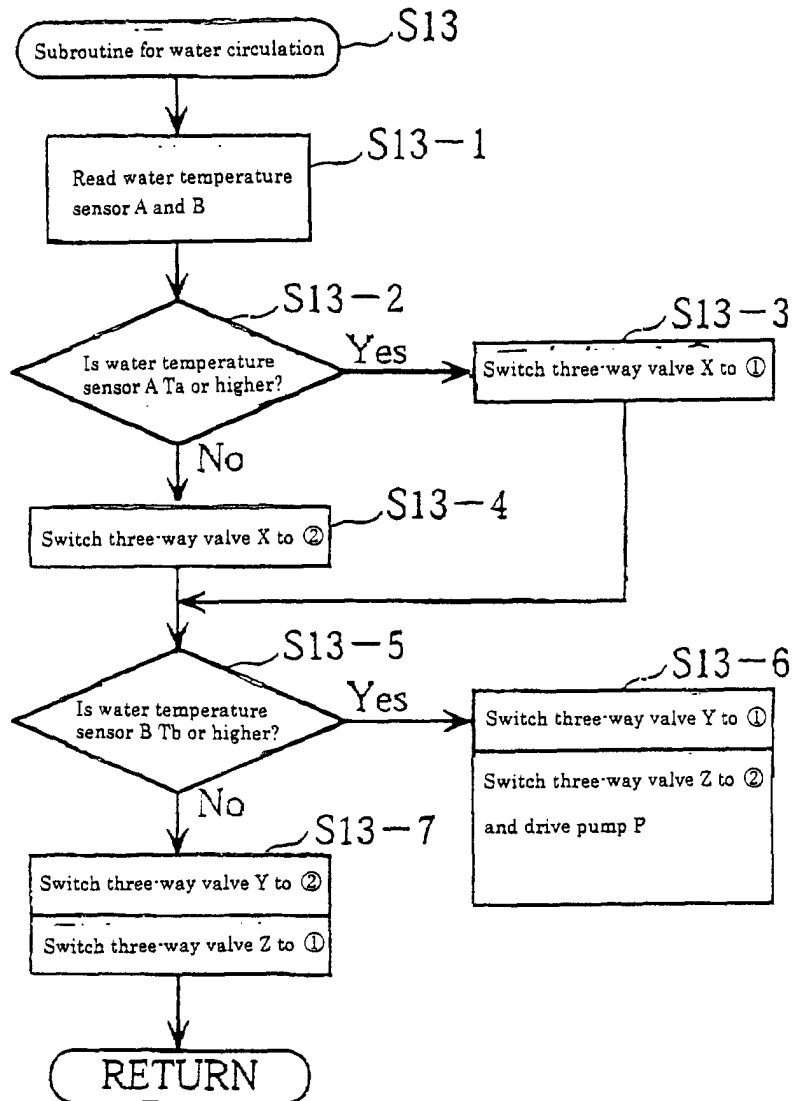 Subroutine for water circulation
S13
Read water temperature
sensor A and B
S13-1
Is water temperature
sensor A Ta or higher?
S13-2
Yes
Switch three-way valve X to ①
S13-3
No
Switch three-way valve X to ②
S13-4
Is water temperature
sensor B Tb or higher?
S13-5
Yes
S13-6
Switch three-way valve Y to ①
Switch three-way valve Z to ②
and drive pump P
No
S13-7
Switch three-way valve Y to ②
Switch three-way valve Z to ①
RETURN